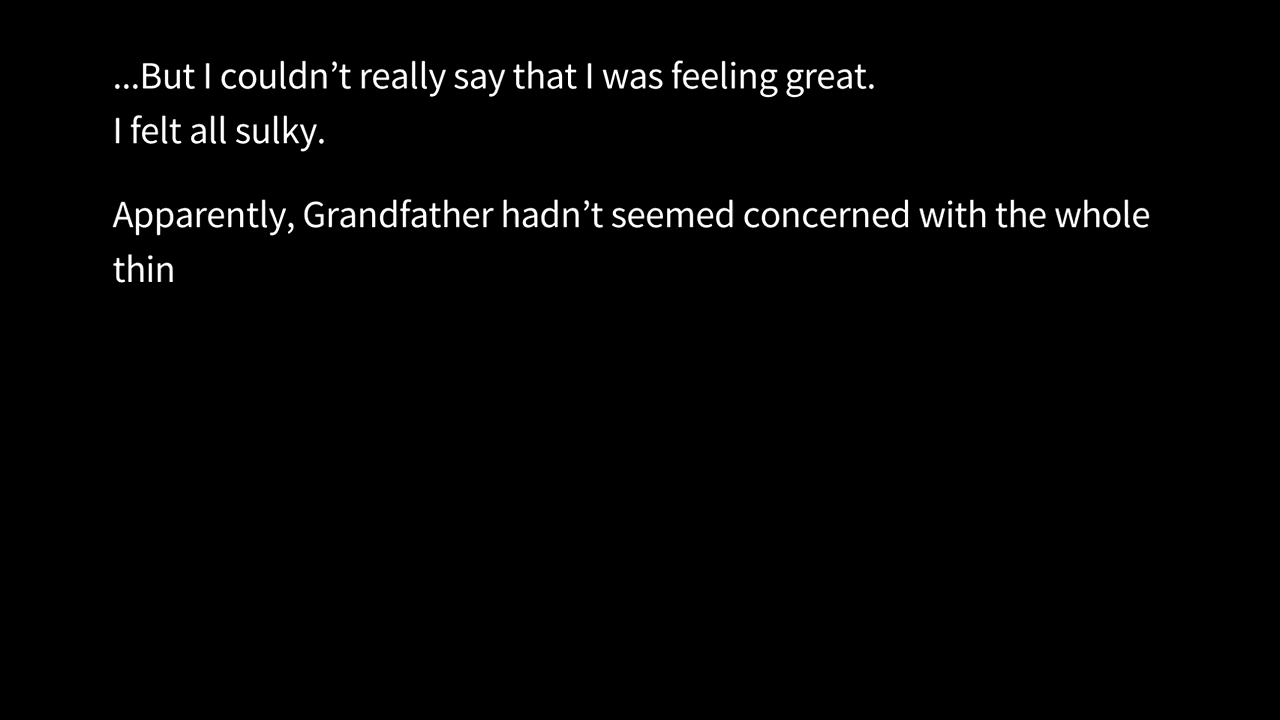 ...But I couldn’t really say that I was feeling great.
I felt all sulky.
Apparently, Grandfather hadn’t seemed concerned with the whole
thin